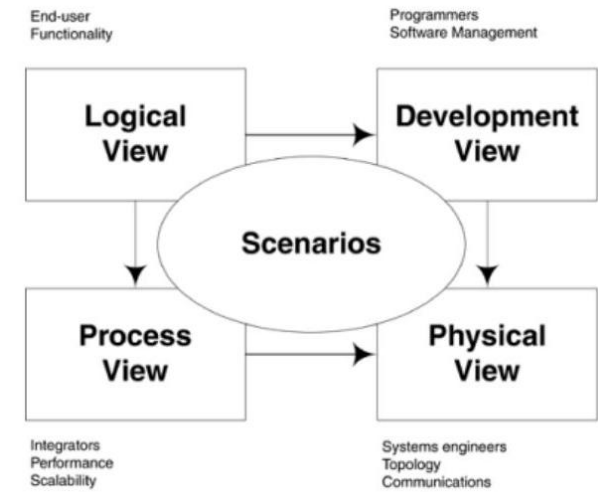 End-user
Functionality
Programmers
Software Management
Logical
View
Development
View
Scenarios
Process
View
Physical
View
Integrators
Performance
Scalability
Systems engineers
Topology
Communications